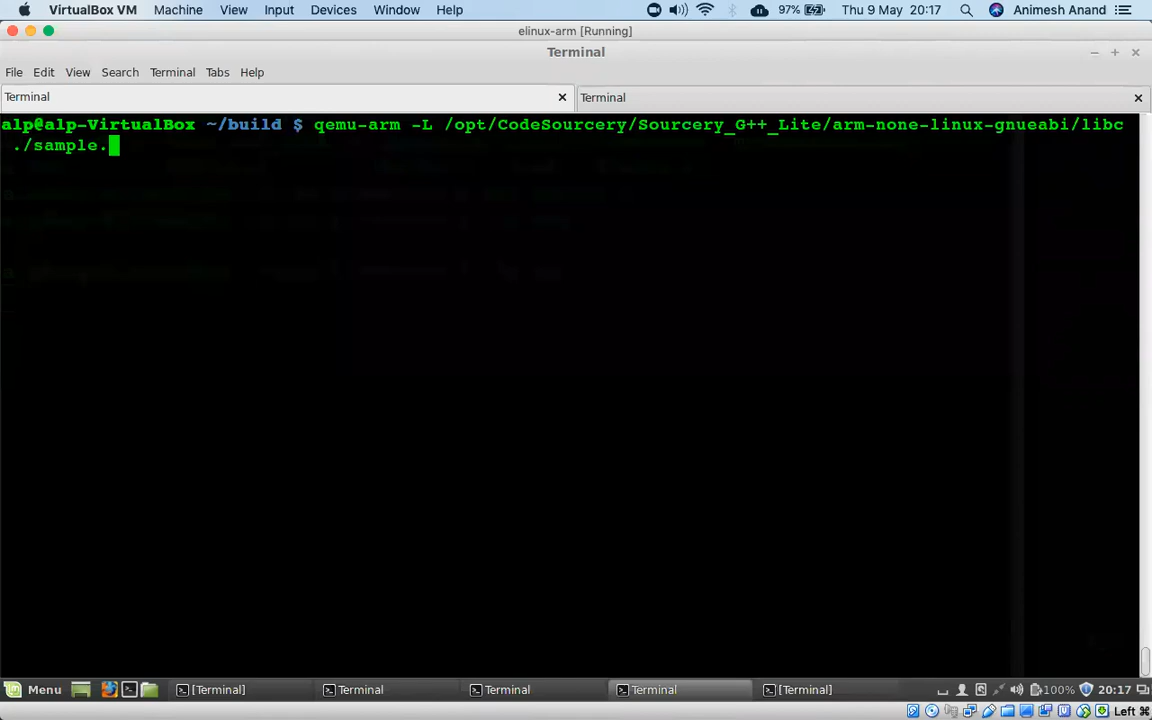 VirtualBox VM Machine View Input Devices Window Help 97% Thu 9 May 20:17 Animesh Anand
elinux-arm [Running]
Terminal
File Edit View Search Terminal Tabs Help
Terminal Terminal
alp@alp-VirtualBox ~/build $ qemu-arm -L /opt/CodeSourcery/Sourcery_G++_Lite/arm-none-linux-gnueabi/libc
./sample.
Menu [Terminal] Terminal Terminal Terminal [Terminal] 100% 20:17
Left ⌘